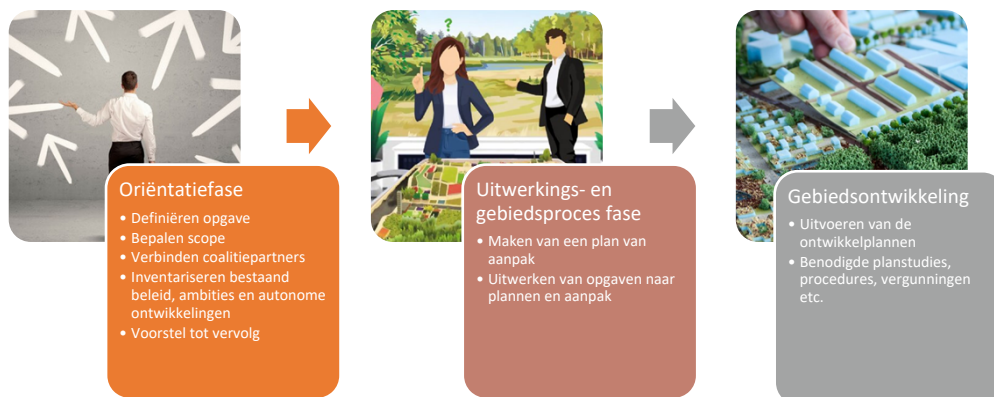 Oriëntatiefase
• Definiëren opgave
• Bepalen scope
• Verbinden coalitiepartners
• Inventariseren bestaand
beleid, ambities en autonome
ontwikkelingen
• Voorstel tot vervolg
?
?
Uitwerkings- en
gebiedsproces fase
• Maken van een plan van
aanpak
• Uitwerken van opgaven naar
plannen en aanpak
Gebiedsontwikkeling
• Uitvoeren van de
ontwikkelplannen
• Benodigde planstudies,
procedures, vergunningen
etc.